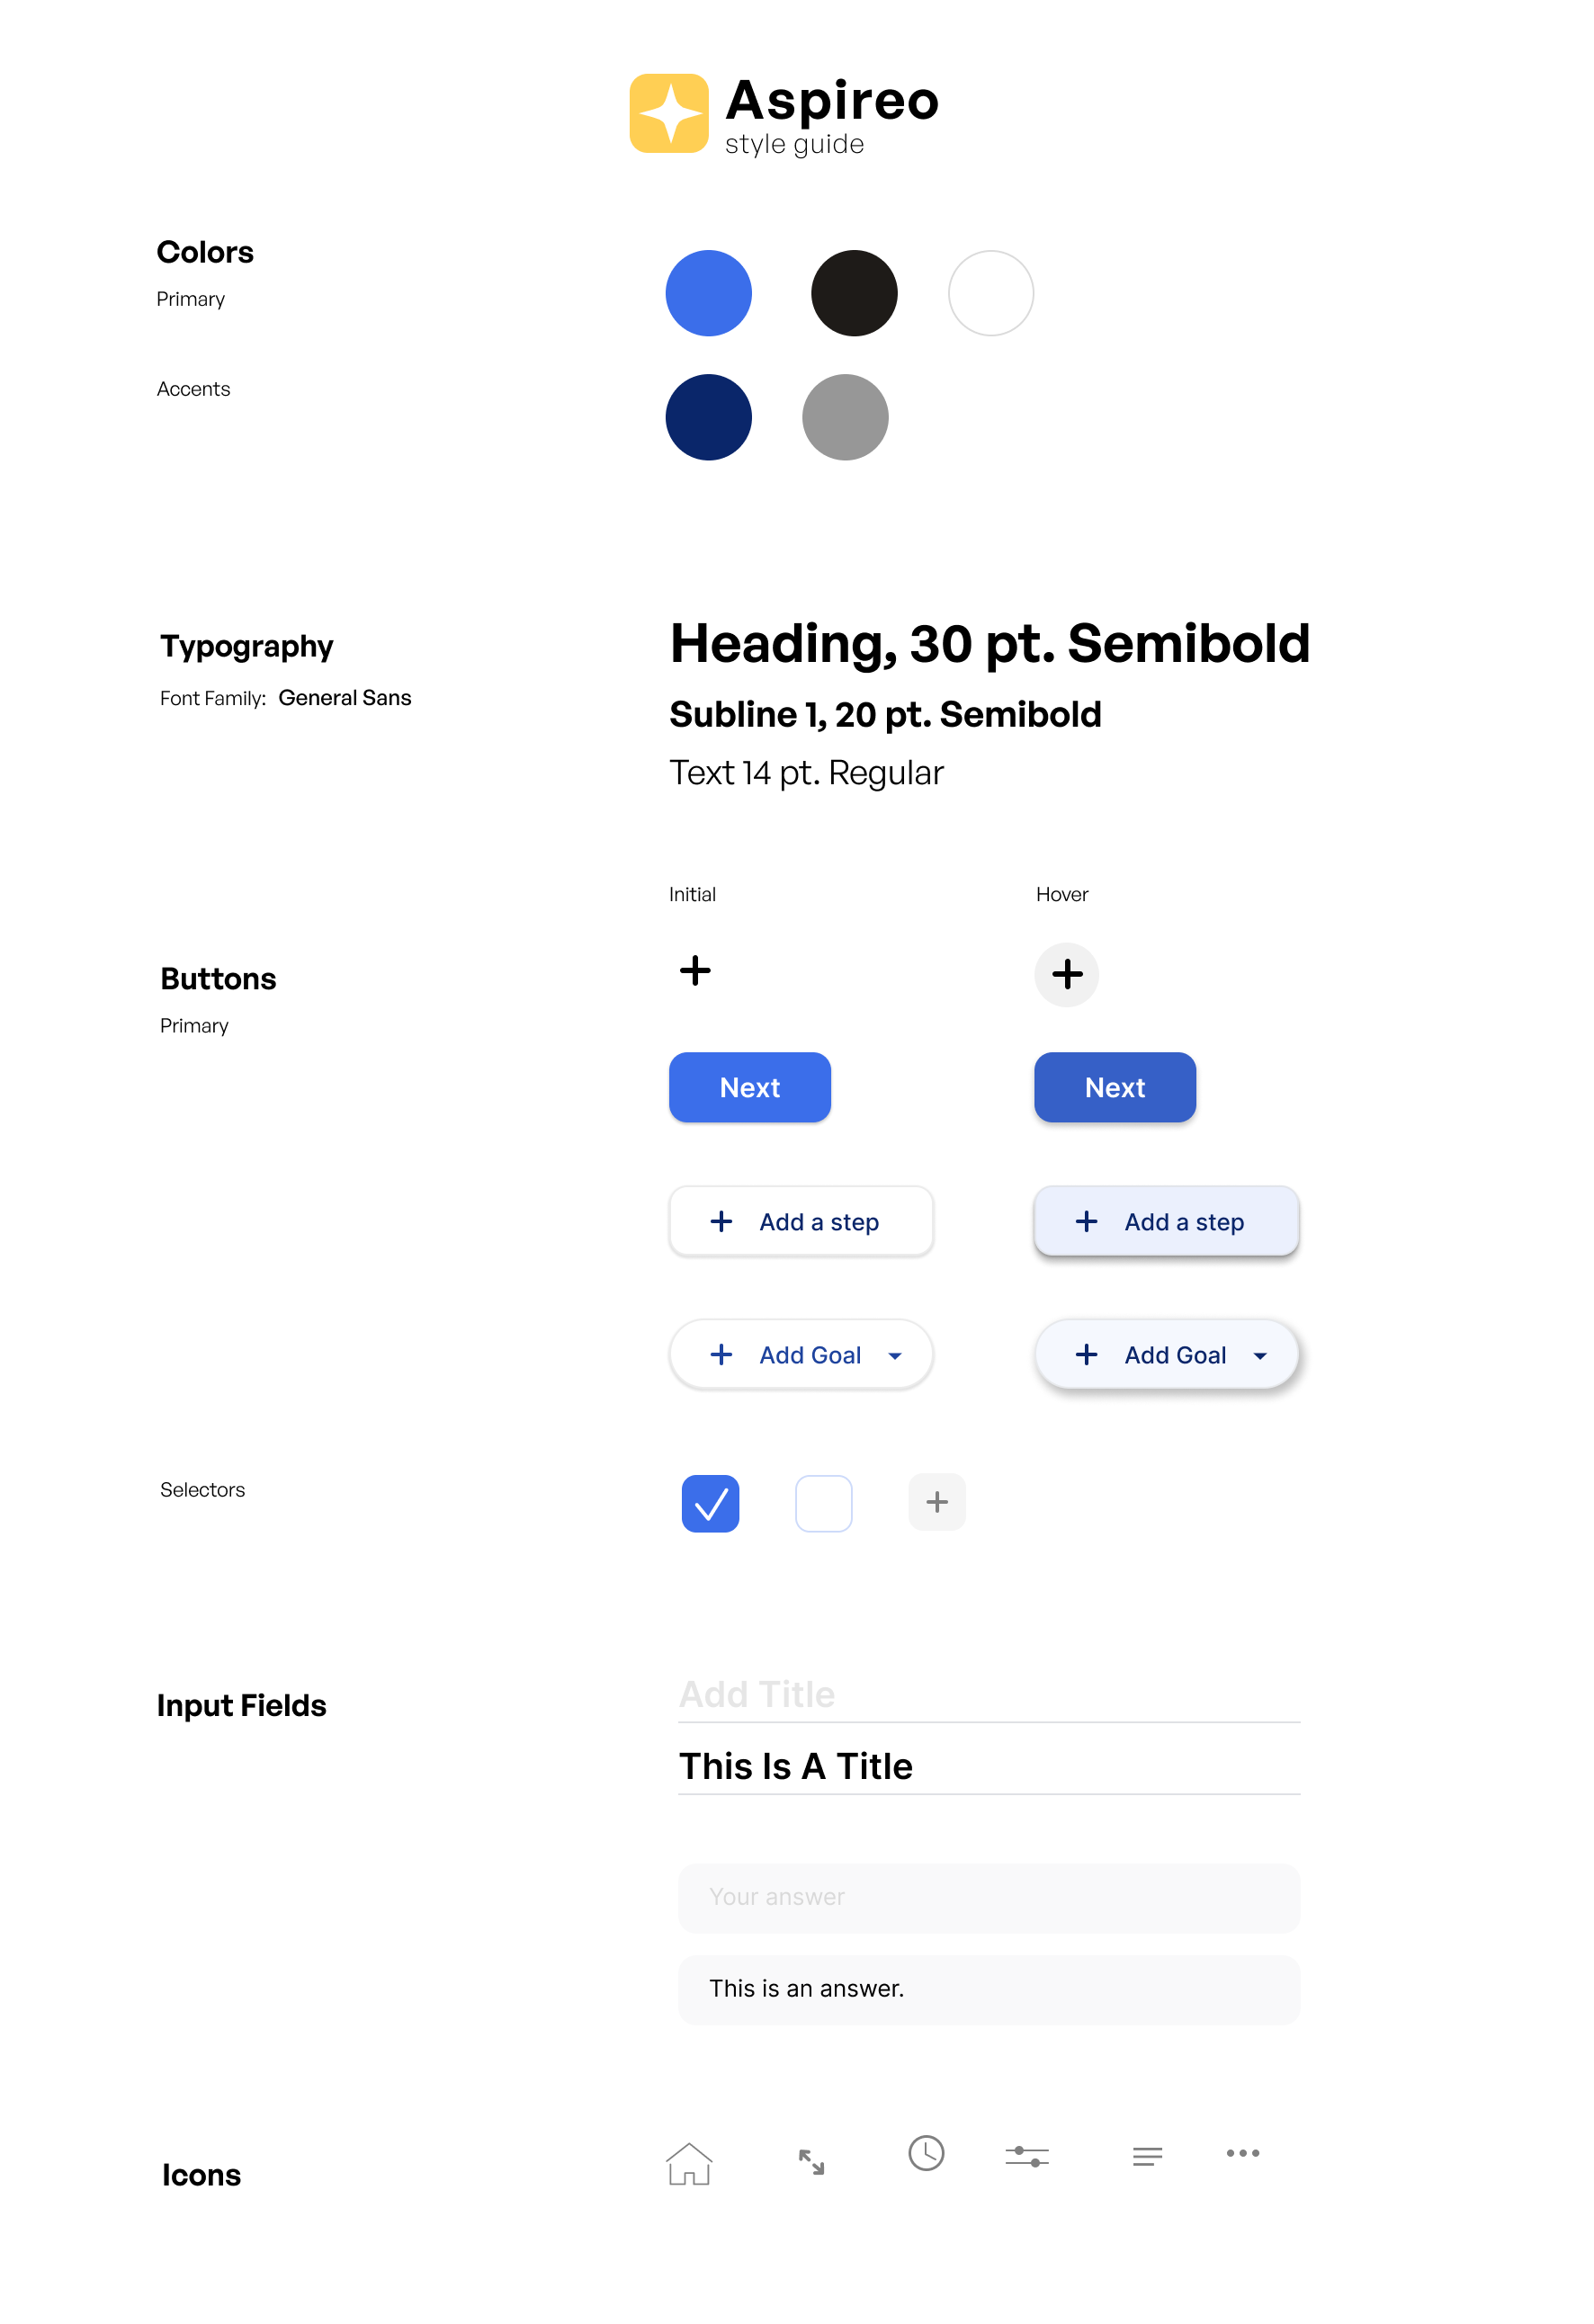 Aspireo
style guide
Colors
Primary
Accents
Typography
Font Family: General Sans
Heading, 30 pt. Semibold
Subline 1, 20 pt. Semibold
Text 14 pt. Regular
Initial
Hover
Buttons
Primary
Next
Next
Add a step
Add a step
Add Goal
Add Goal
Selectors
Input Fields
Add Title
This Is A Title
Your answer
This is an answer.
Icons